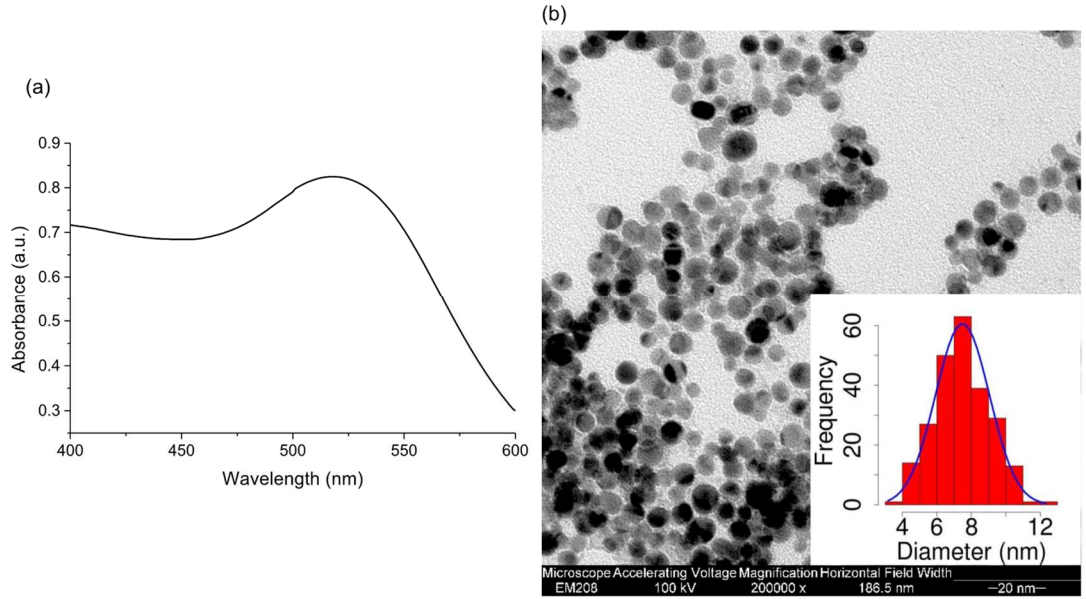 (a)
Absorbance (a.u.)
0.9
0.8
0.7
0.6
0.5
0.4
0.3
400 450 500 550 600
Wavelength (nm)
(b)
Frequency
60
40
20
0
4 6 8 12
Diameter (nm)
Microscope Accelerating Voltage Magnification Horizontal Field Width
EM208 100 kV 200000 x 186.5 nm —20 nm—